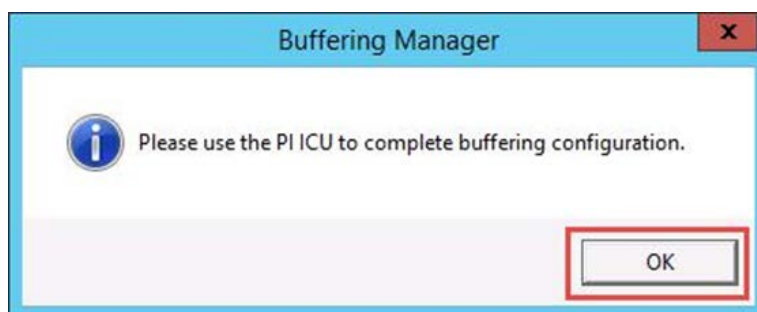 Buffering Manager
x
Please use the PI ICU to complete buffering configuration.
OK